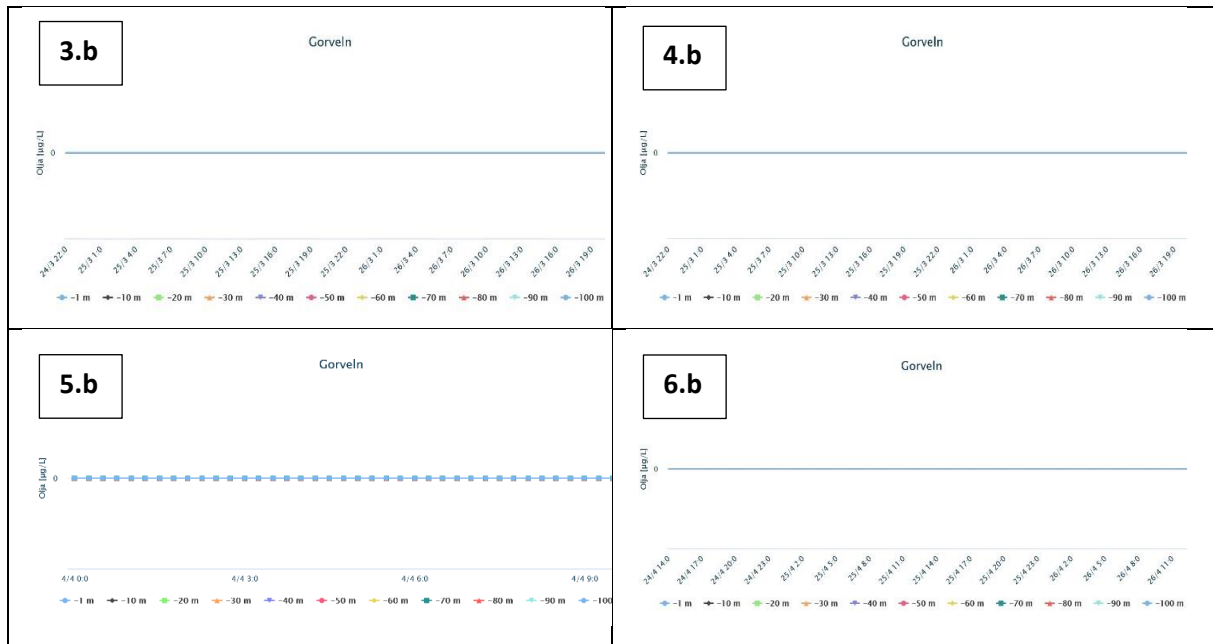 3.b
Gorveln
Olja [µg/L]
0
24/3 22:0 25/3 1:0 25/3 4:0 25/3 7:0 25/3 10:0 25/3 13:0 25/3 16:0 25/3 19:0 25/3 22:0 26/3 1:0 26/3 4:0 26/3 7:0 26/3 10:0 26/3 13:0 26/3 16:0 26/3 19:0
-1 m -10 m -20 m -30 m -40 m -50 m -60 m -70 m -80 m -90 m -100 m
4.b
Gorveln
Olja [µg/L]
0
24/3 22:0 25/3 1:0 25/3 4:0 25/3 7:0 25/3 10:0 25/3 13:0 25/3 16:0 25/3 19:0 25/3 22:0 26/3 1:0 26/3 4:0 26/3 7:0 26/3 10:0 26/3 13:0 26/3 16:0 26/3 19:0
-1 m -10 m -20 m -30 m -40 m -50 m -60 m -70 m -80 m -90 m -100 m
5.b
Gorveln
Olja [µg/L]
0
4/4 0:0 4/4 3:0 4/4 6:0 4/4 9:0
-1 m -10 m -20 m -30 m -40 m -50 m -60 m -70 m -80 m -90 m -100
6.b
Gorveln
Olja [µg/L]
0
24/4 14:0 24/4 17:0 24/4 20:0 24/4 23:0 25/4 2:0 25/4 5:0 25/4 8:0 25/4 11:0 25/4 14:0 25/4 17:0 25/4 20:0 25/4 23:0 26/4 2:0 26/4 5:0 26/4 8:0 26/4 11:0
-1 m -10 m -20 m -30 m -40 m -50 m -60 m -70 m -80 m -90 m -100 m